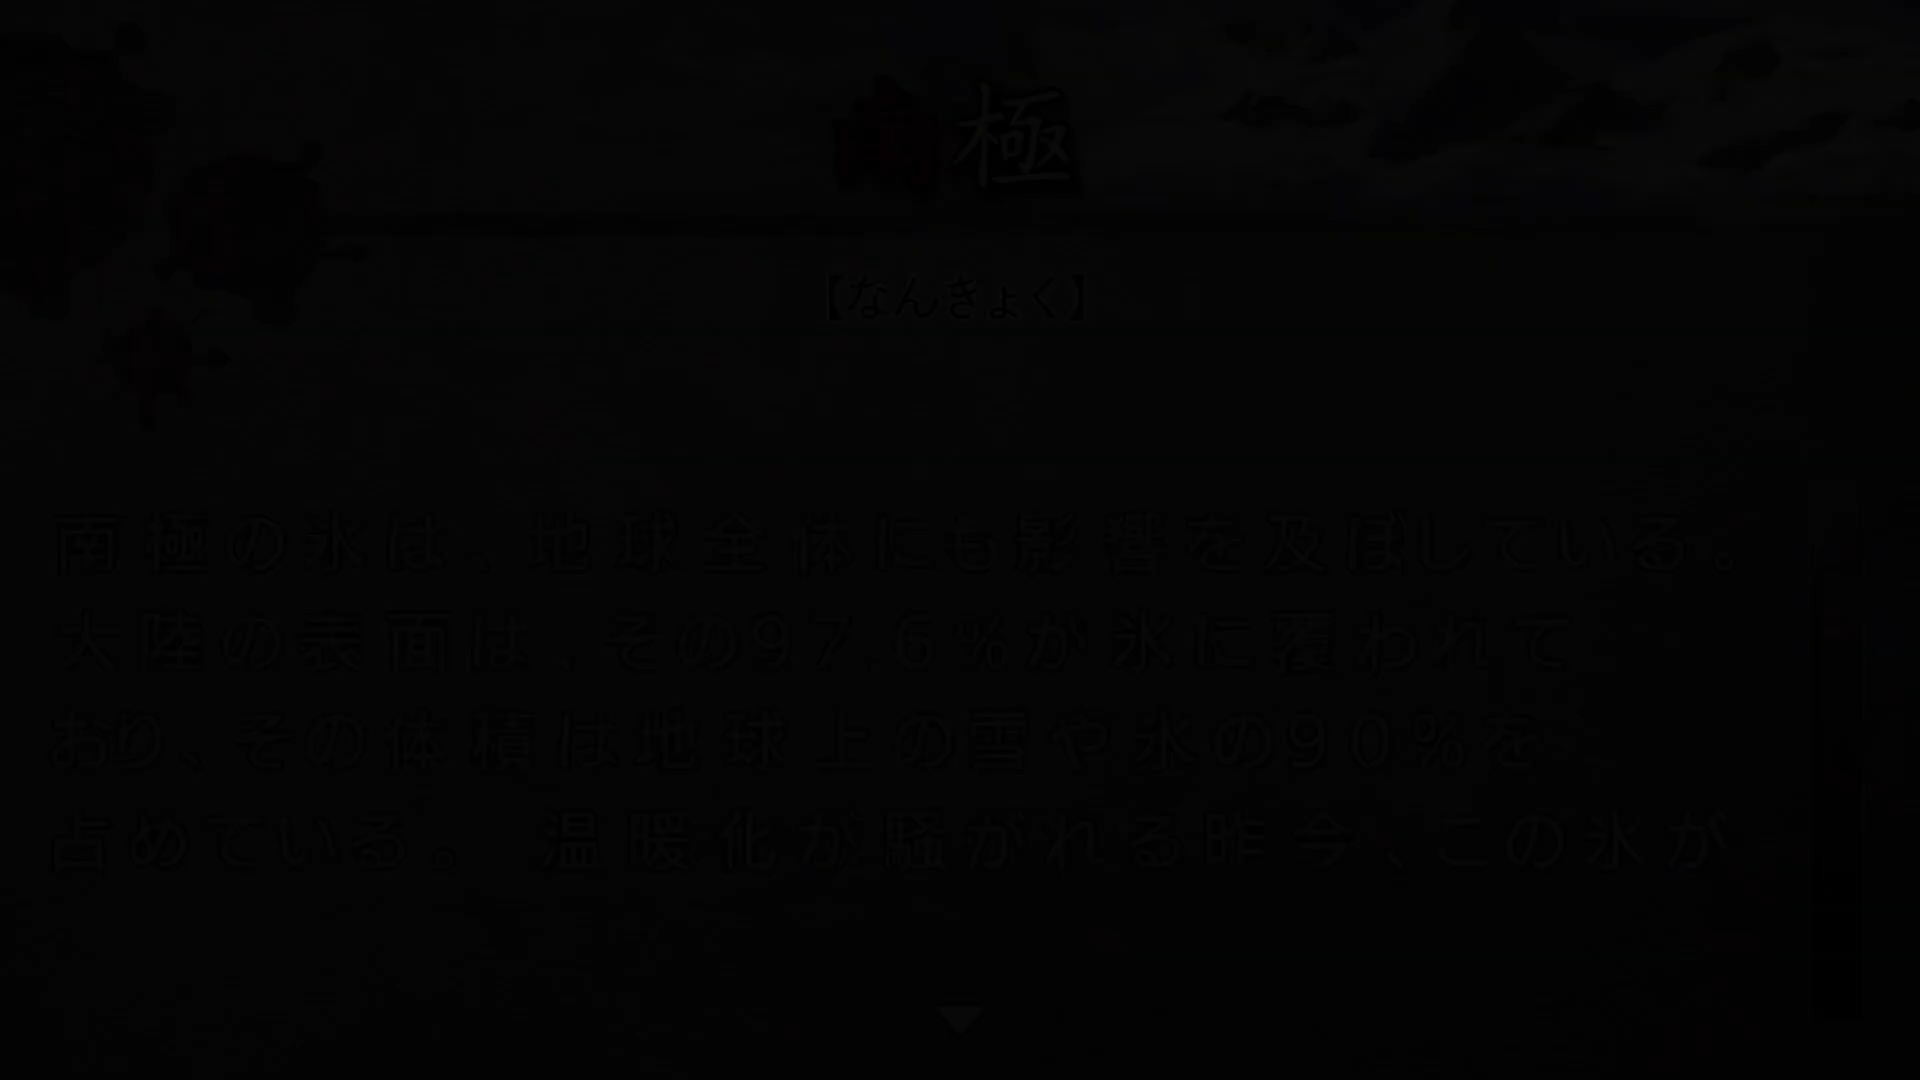 南極
【なんきょく】
南極の氷は、地球全体にも影響を及ぼしている。
大陸の表面は、その97.6%が氷に覆われて
おり、その体積は地球上の雪や氷の90%を
占めている。 温暖化が騒がれる昨今、この氷が